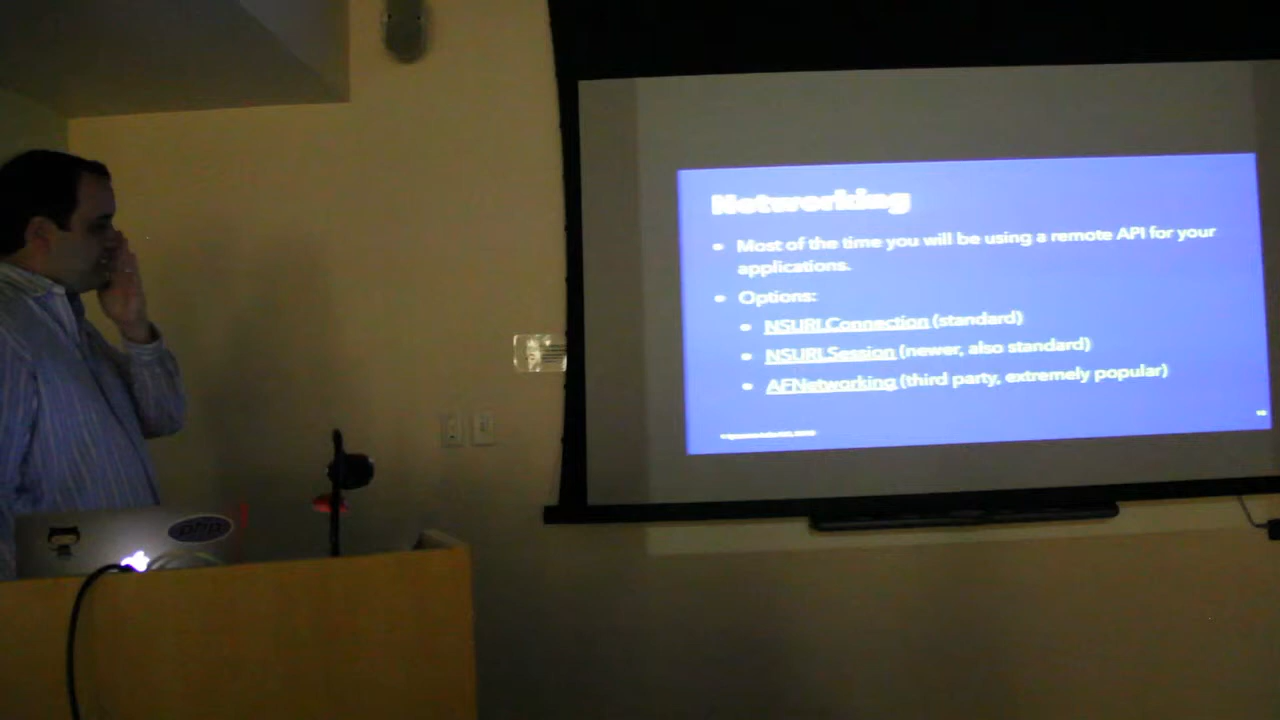 Networking
• Most of the time you will be using a remote API for your
applications.
• Options:
• NSURLConnection (standard)
• NSURLSession (newer, also standard)
• AFNetworking (third party, extremely popular)
php